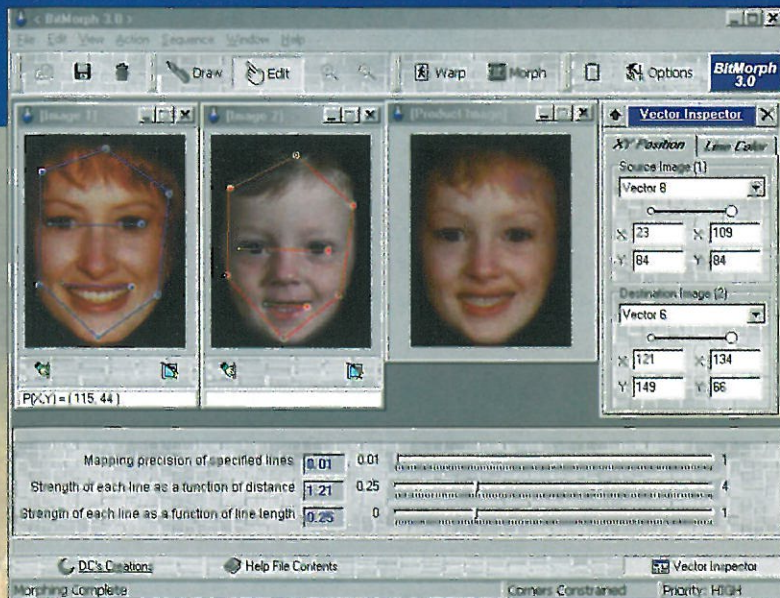 < BitMorph 3.0 >
File Edit View Action Sequence Window Help
Draw Edit Warp Morph Options BitMorph 3.0
[Image 1] [Image 2] [Product Image] Vector Inspector
XY Position Line Color
Source Image (1)
Vector 8
X: 23 X: 109
Y: 84 Y: 84
Destination Image (2)
Vector 6
X: 121 X: 134
Y: 149 Y: 66
P(X,Y) = ( 115, 44 )
Mapping precision of specified lines 0.01 0.01 1
Strength of each line as a function of distance 1.21 0.25 4
Strength of each line as a function of line length 0.25 0 1
DC's Creations Help File Contents Vector Inspector
Morphing Complete Corners Constrained Priority: HIGH